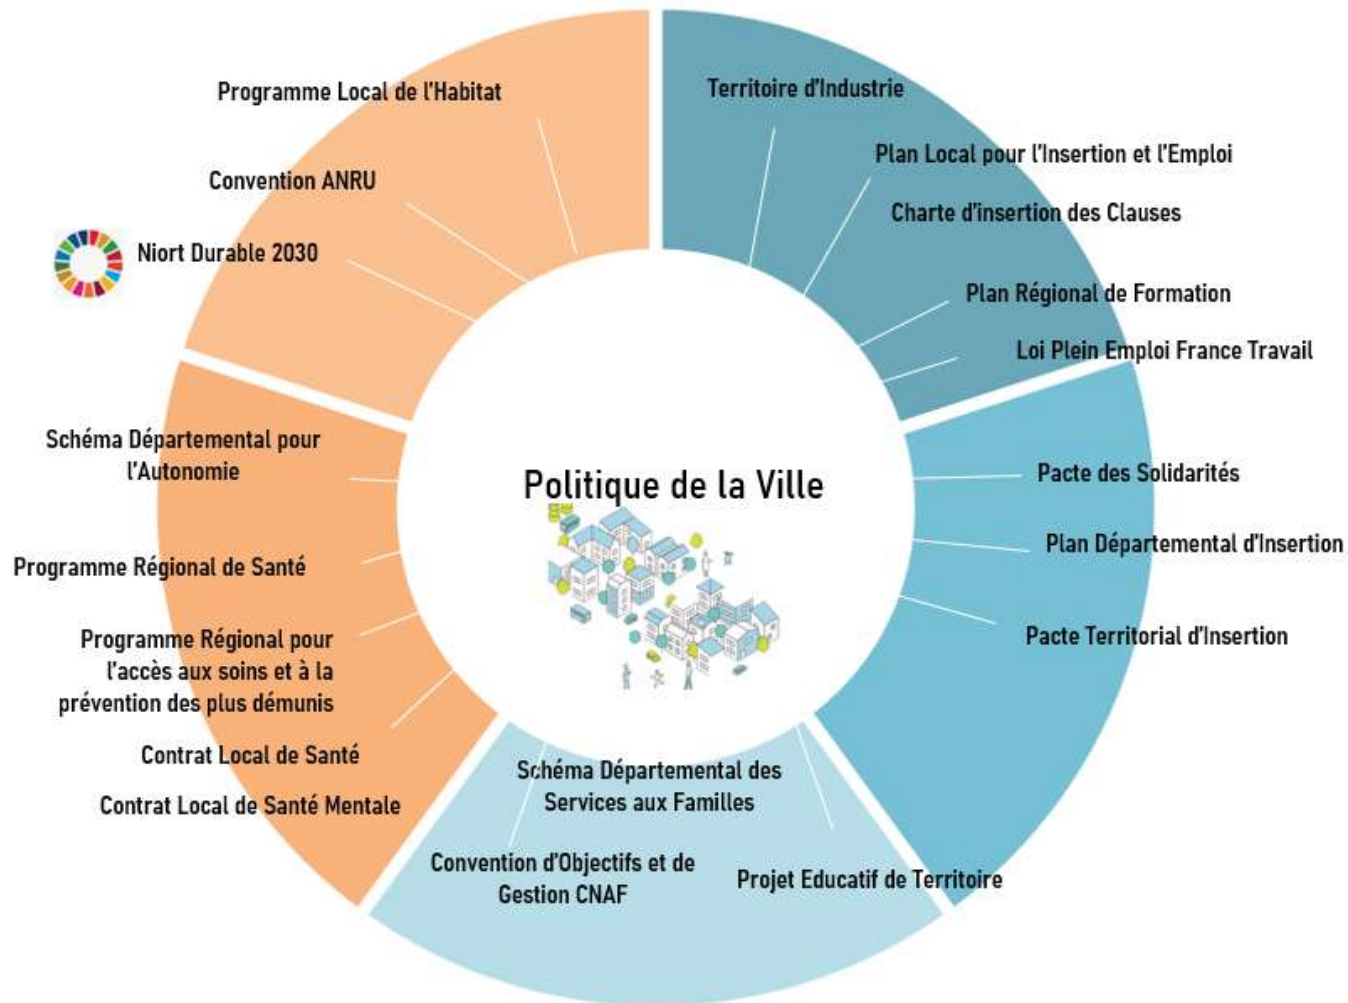 Programme Local de l'Habitat
Convention ANRU
Niort Durable 2030
Territoire d'Industrie
Plan Local pour l'Insertion et l'Emploi
Charte d'insertion des Clauses
Plan Régional de Formation
Loi Plein Emploi France Travail
Schéma Départemental pour
l'Autonomie
Programme Régional de Santé
Programme Régional pour
l'accès aux soins et à la
prévention des plus démunis
Contrat Local de Santé
Contrat Local de Santé Mentale
Politique de la Ville
Pacte des Solidarités
Plan Départemental d'Insertion
Pacte Territorial d'Insertion
Schéma Départemental des
Services aux Familles
Convention d'Objectifs et de
Gestion CNAF
Projet Educatif de Territoire